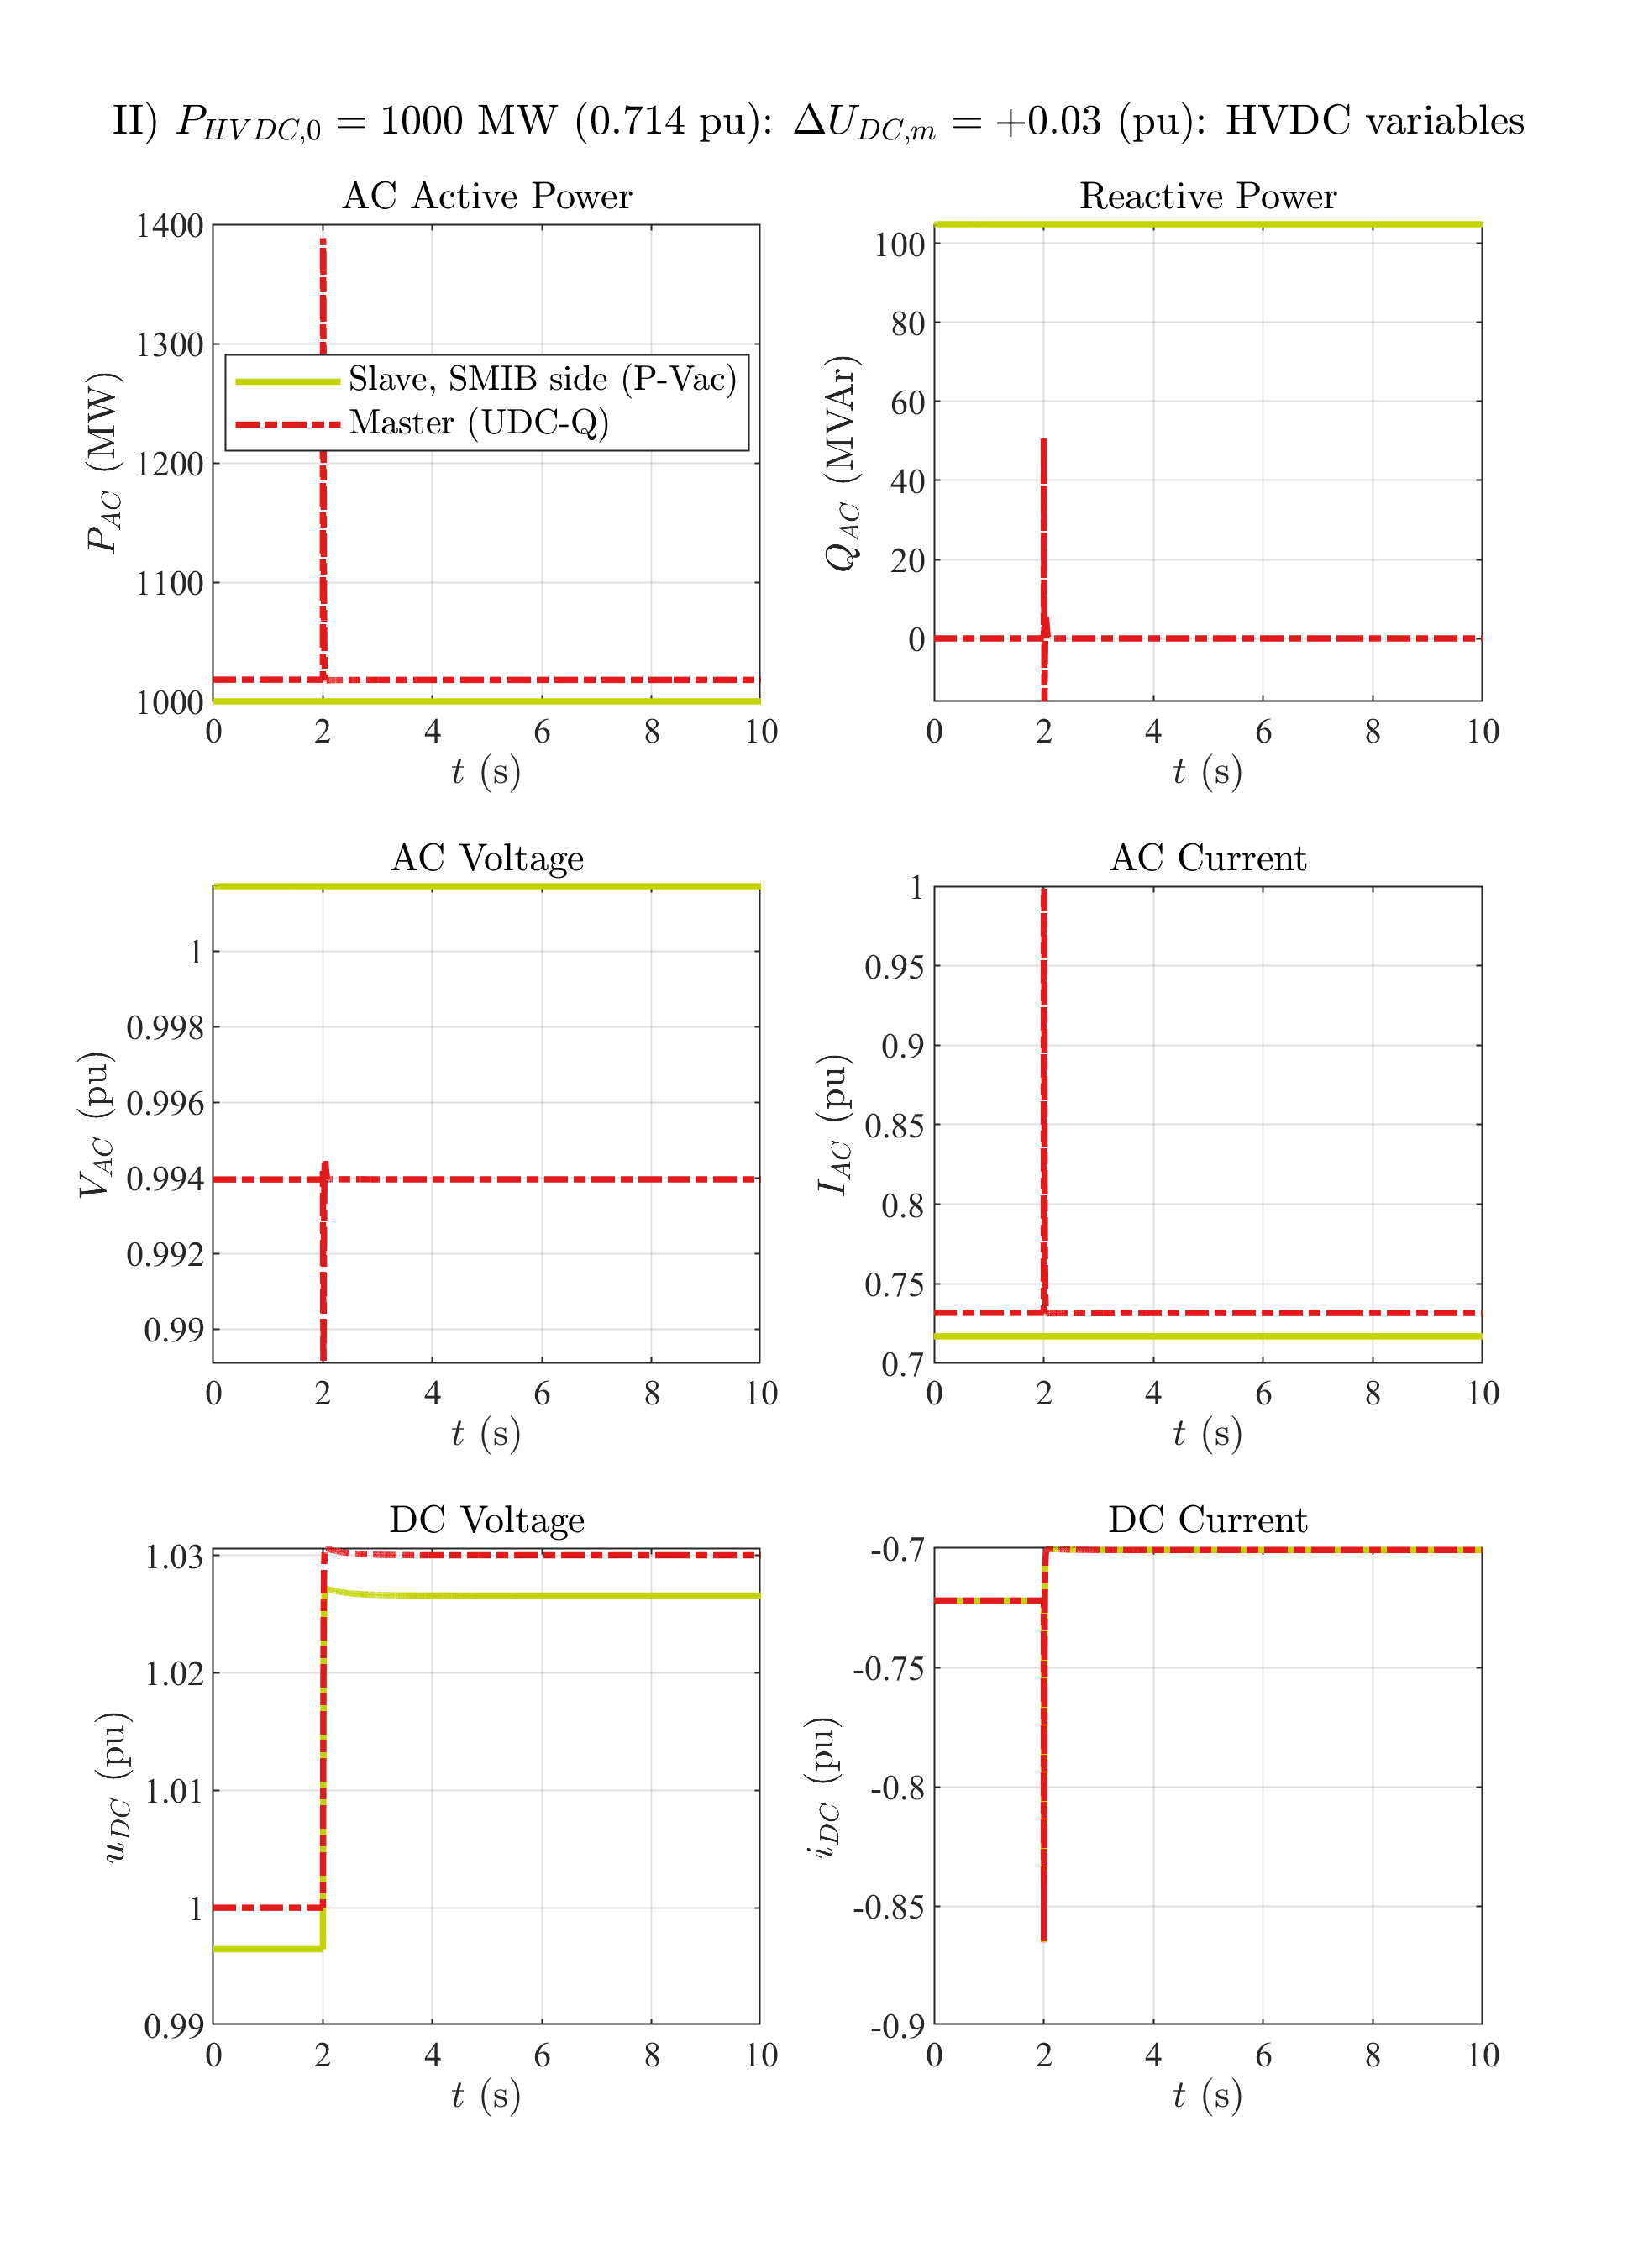 II) P_{HVDC,0} = 1000 MW (0.714 pu): ΔU_{DC,m} = +0.03 (pu): HVDC variables
AC Active Power
1400
1300
1200
1100
1000
P_{AC} (MW)
Slave, SMIB side (P-Vac)
Master (UDC-Q)
0 2 4 6 8 10
t (s)
Reactive Power
100
80
60
40
20
0
Q_{AC} (MVAr)
0 2 4 6 8 10
t (s)
AC Voltage
1
0.998
0.996
0.994
0.992
0.99
V_{AC} (pu)
0 2 4 6 8 10
t (s)
AC Current
1
0.95
0.9
0.85
0.8
0.75
0.7
I_{AC} (pu)
0 2 4 6 8 10
t (s)
DC Voltage
1.03
1.02
1.01
1
0.99
u_{DC} (pu)
0 2 4 6 8 10
t (s)
DC Current
-0.7
-0.75
-0.8
-0.85
-0.9
i_{DC} (pu)
0 2 4 6 8 10
t (s)